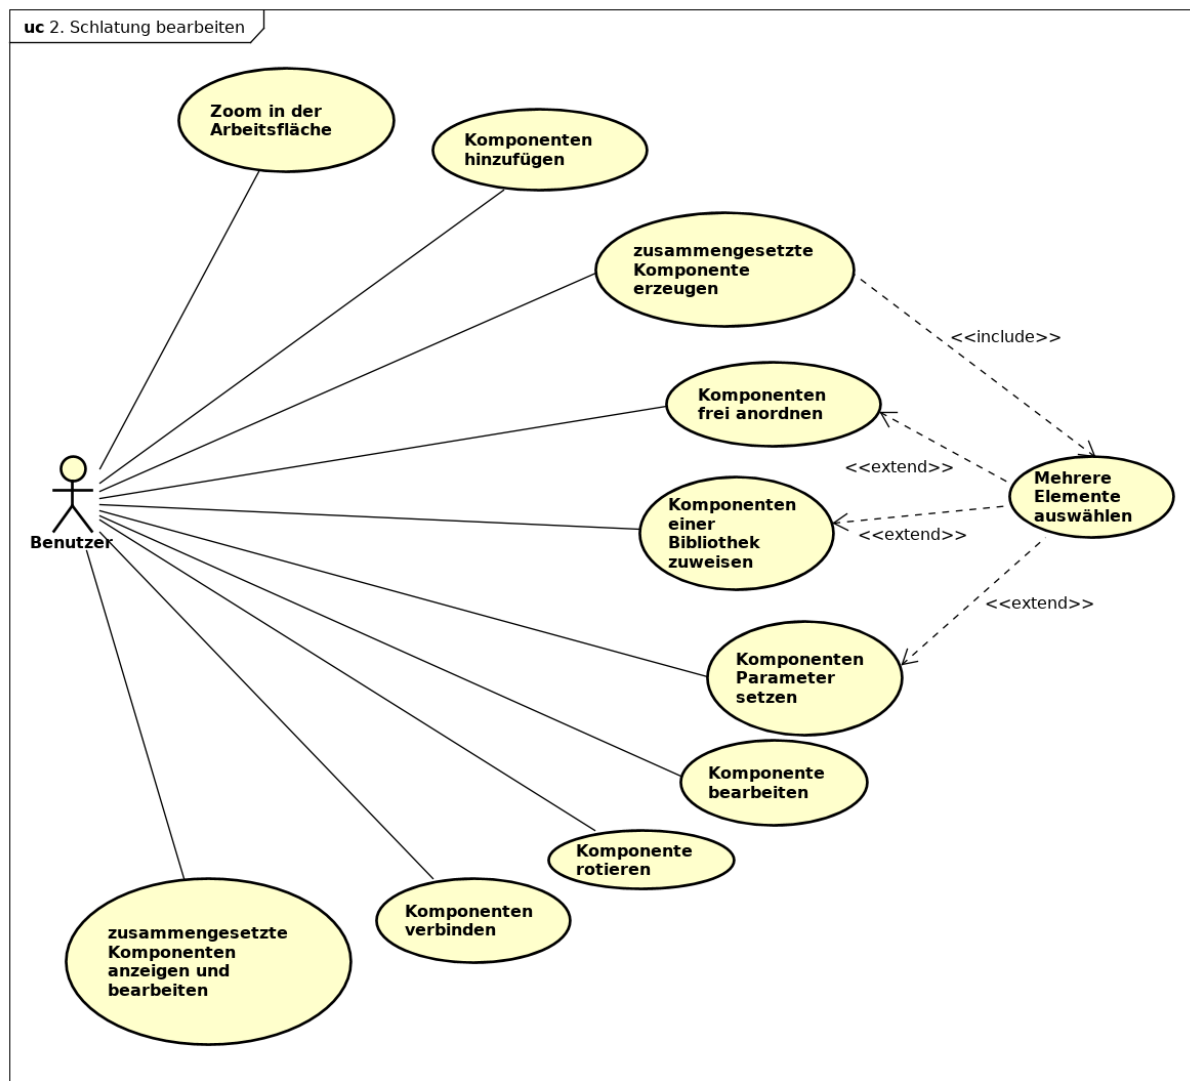 uc 2. Schlatung bearbeiten
Zoom in der
Arbeitsfläche
Komponenten
hinzufügen
zusammengesetzte
Komponente
erzeugen
<<include>>
Komponenten
frei anordnen
<<extend>>
Mehrere
Elemente
auswählen
Komponenten
einer
Bibliothek
zuweisen
<<extend>>
Benutzer
<<extend>>
Komponenten
Parameter
setzen
Komponente
bearbeiten
Komponente
rotieren
Komponenten
verbinden
zusammengesetzte
Komponenten
anzeigen und
bearbeiten